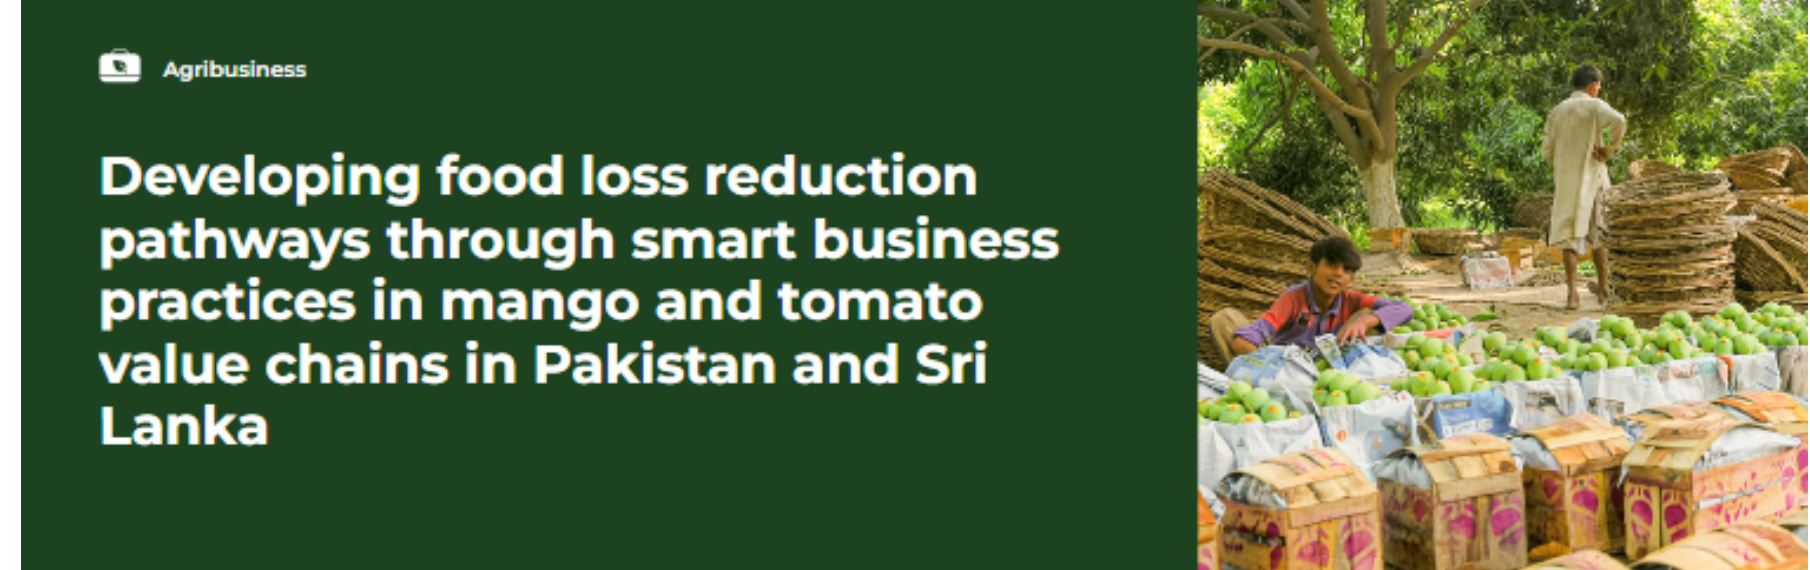 Agribusiness
Developing food loss reduction
pathways through smart business
practices in mango and tomato
value chains in Pakistan and Sri
Lanka